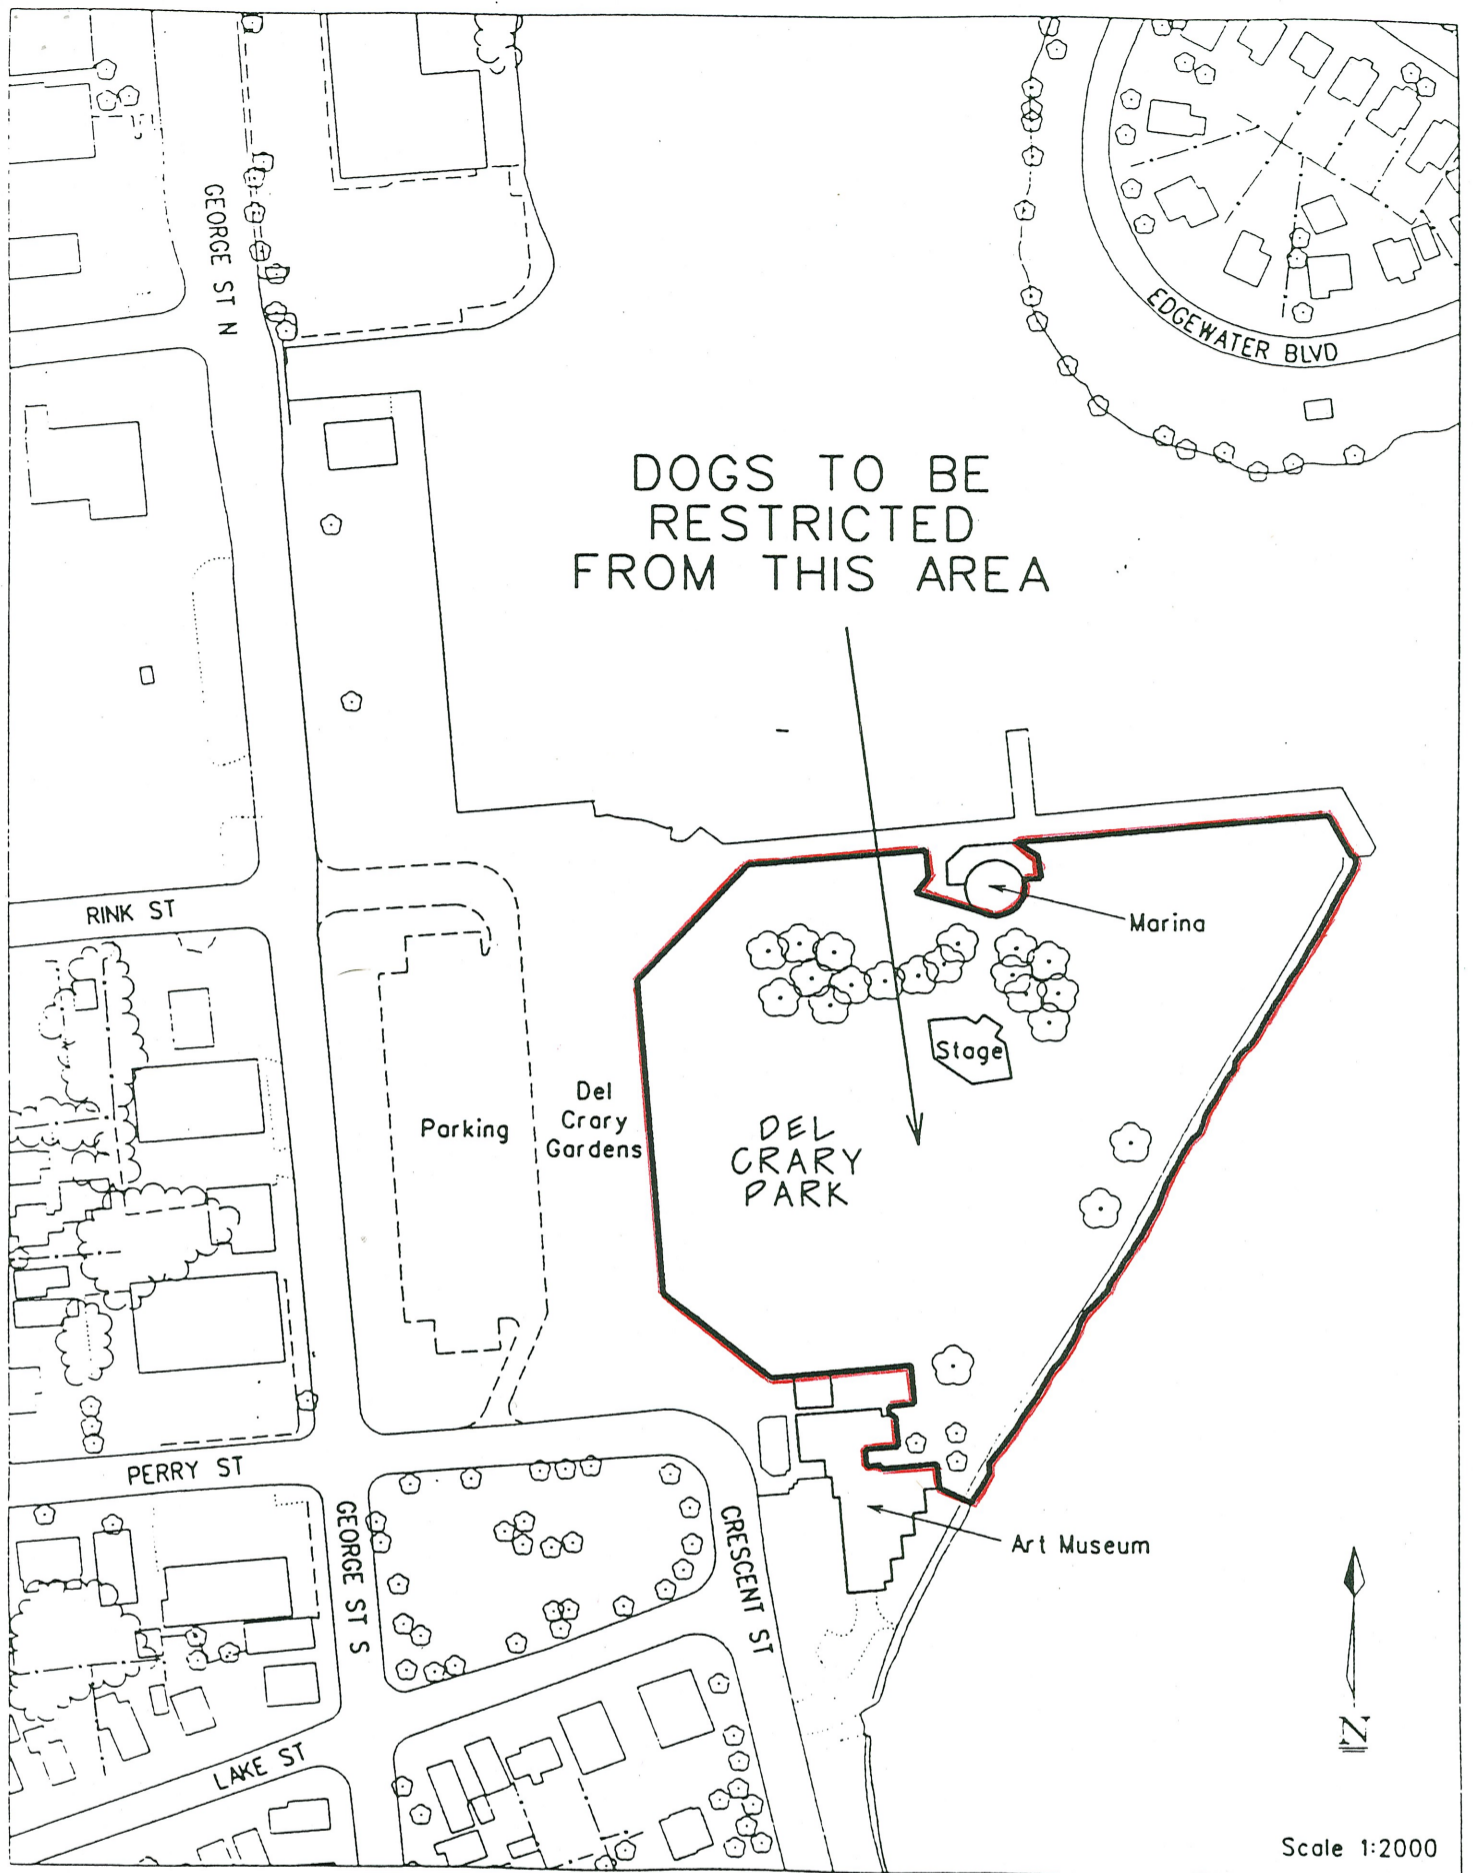 GEORGE ST N
EDGEWATER BLVD
DOGS TO BE
RESTRICTED
FROM THIS AREA
RINK ST
Marina
Stage
Parking
Del
Crary
Gardens
DEL
CRARY
PARK
PERRY ST
GEORGE ST S
CRESCENT ST
Art Museum
LAKE ST
N
Scale 1:2000